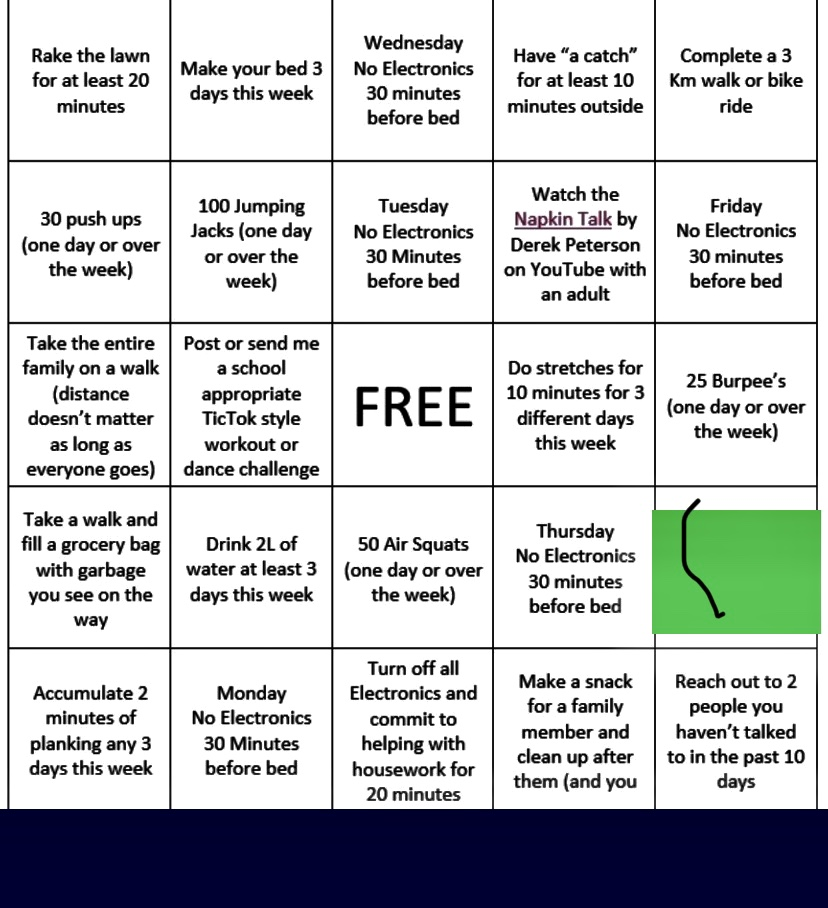 Rake the lawn
for at least 20
minutes
Make your bed 3
days this week
Wednesday
No Electronics
30 minutes
before bed
Have “a catch”
for at least 10
minutes outside
Complete a 3
Km walk or bike
ride
30 push ups
(one day or over
the week)
100 Jumping
Jacks (one day
or over the
week)
Tuesday
No Electronics
30 Minutes
before bed
Watch the
Napkin Talk by
Derek Peterson
on YouTube with
an adult
Friday
No Electronics
30 minutes
before bed
Take the entire
family on a walk
(distance
doesn’t matter
as long as
everyone goes)
Post or send me
a school
appropriate
TicTok style
workout or
dance challenge
FREE
Do stretches for
10 minutes for 3
different days
this week
25 Burpee’s
(one day or over
the week)
Take a walk and
fill a grocery bag
with garbage
you see on the
way
Drink 2L of
water at least 3
days this week
50 Air Squats
(one day or over
the week)
Thursday
No Electronics
30 minutes
before bed
Accumulate 2
minutes of
planking any 3
days this week
Monday
No Electronics
30 Minutes
before bed
Turn off all
Electronics and
commit to
helping with
housework for
20 minutes
Make a snack
for a family
member and
clean up after
them (and you
Reach out to 2
people you
haven’t talked
to in the past 10
days